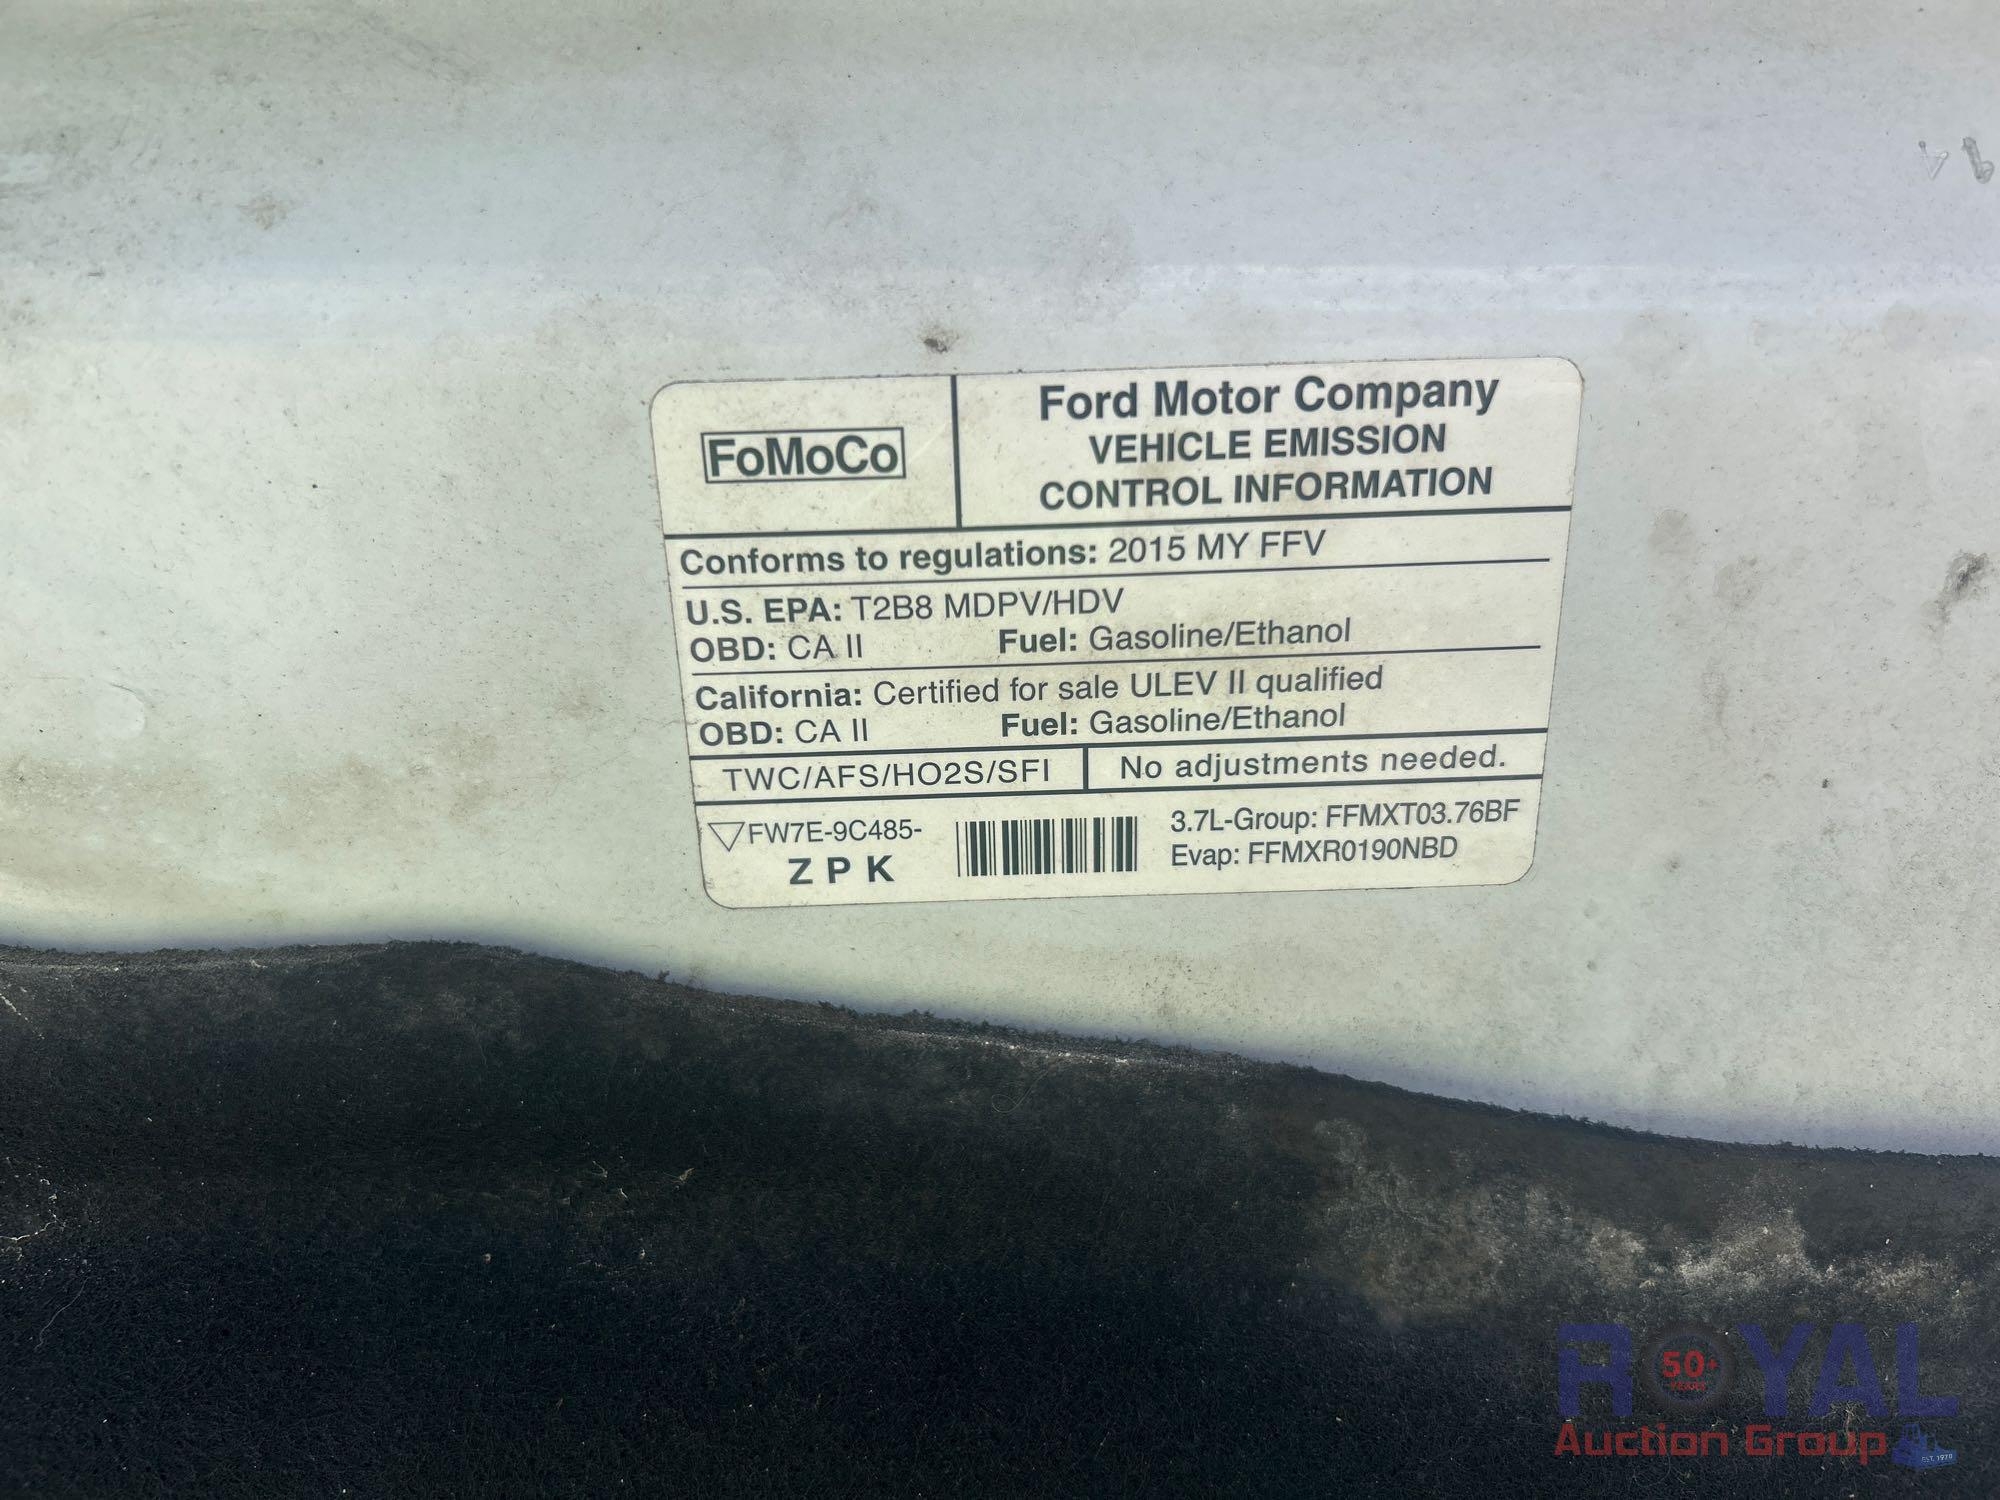 FoMoCo
Ford Motor Company
VEHICLE EMISSION
CONTROL INFORMATION
Conforms to regulations: 2015 MY FFV
U.S. EPA: T2B8 MDPV/HDV
OBD: CA II Fuel: Gasoline/Ethanol
California: Certified for sale ULEV II qualified
OBD: CA II Fuel: Gasoline/Ethanol
TWC/AFS/HO2S/SFI No adjustments needed.
FW7E-9C485-
Z P K
3.7L-Group: FFMXT03.76BF
Evap: FFMXR0190NBD
ROYAL
50+
YEARS
Auction Group
EST. 1970